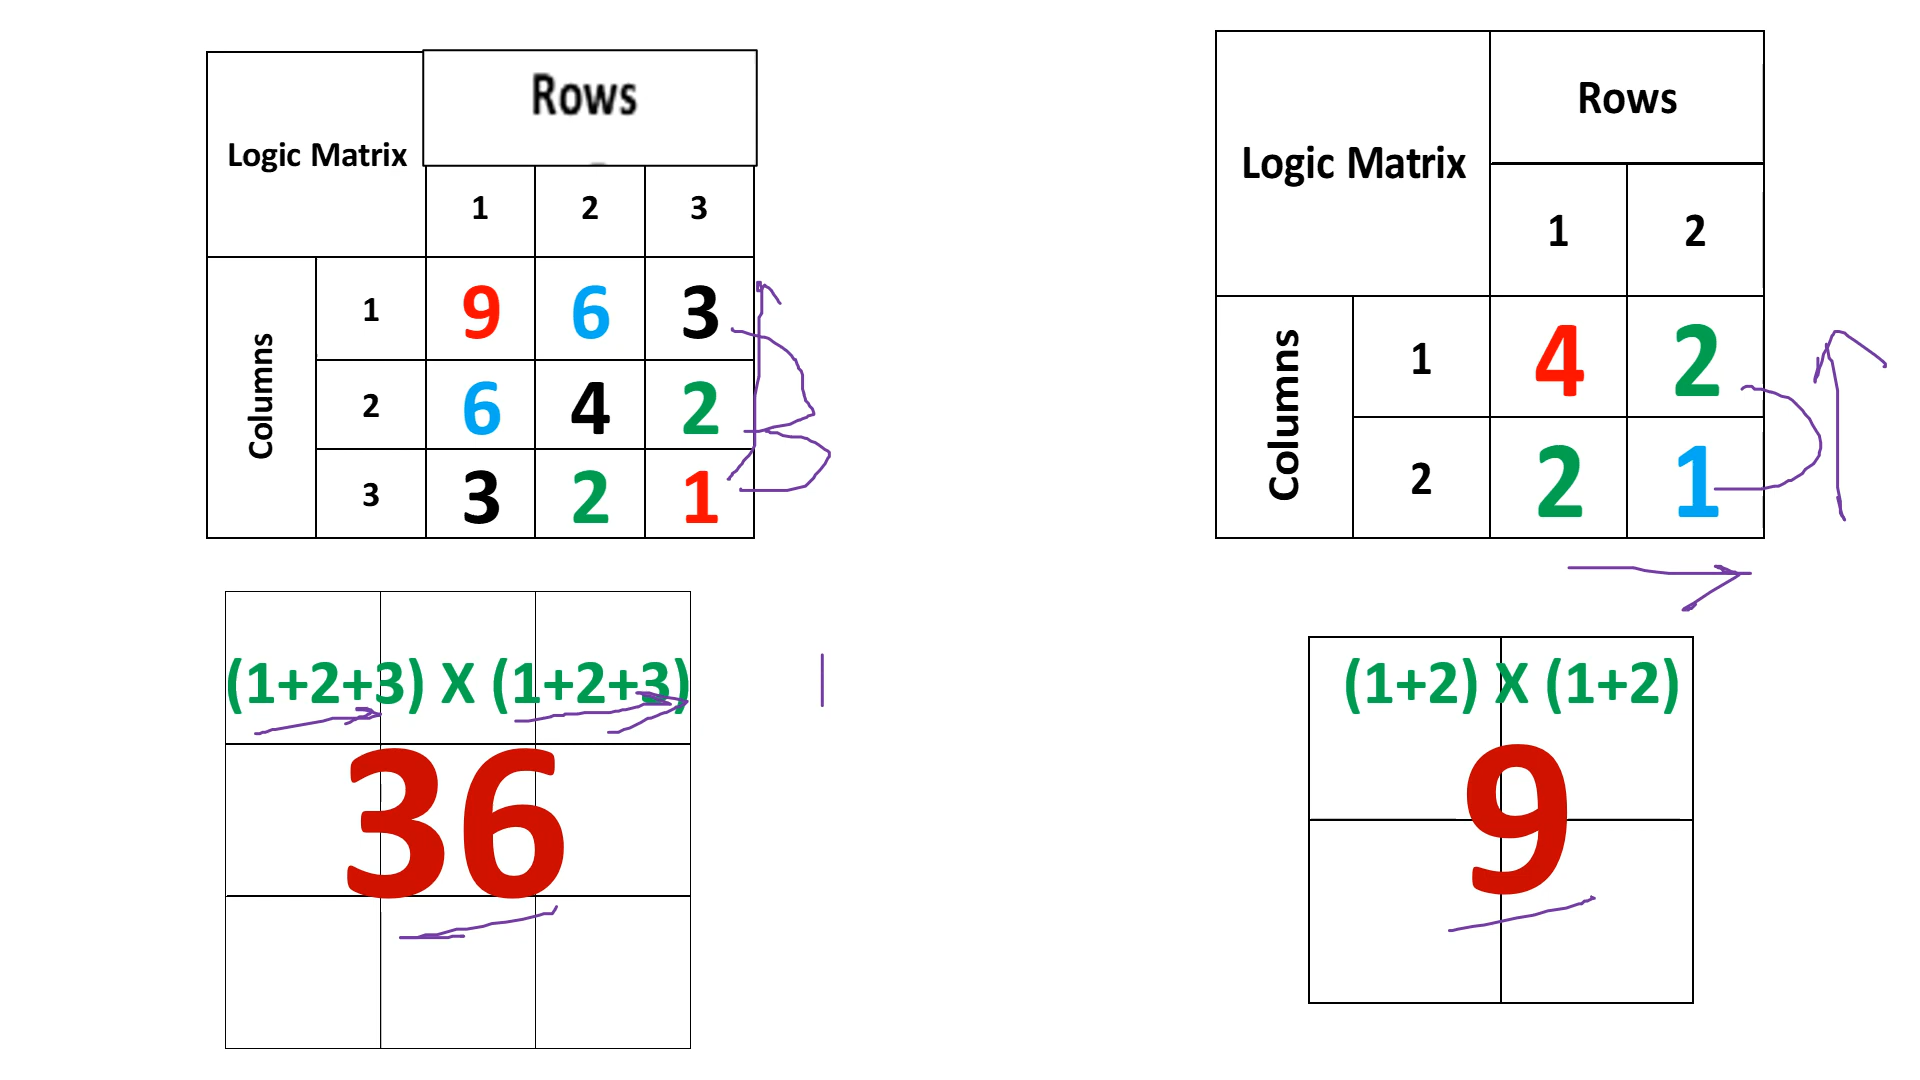 Rows
Logic Matrix
1 2 3
Columns
1 9 6 3
2 6 4 2
3 3 2 1
(1+2+3) X (1+2+3)
36
Rows
Logic Matrix
1 2
Columns
1 4 2
2 2 1
(1+2) X (1+2)
9